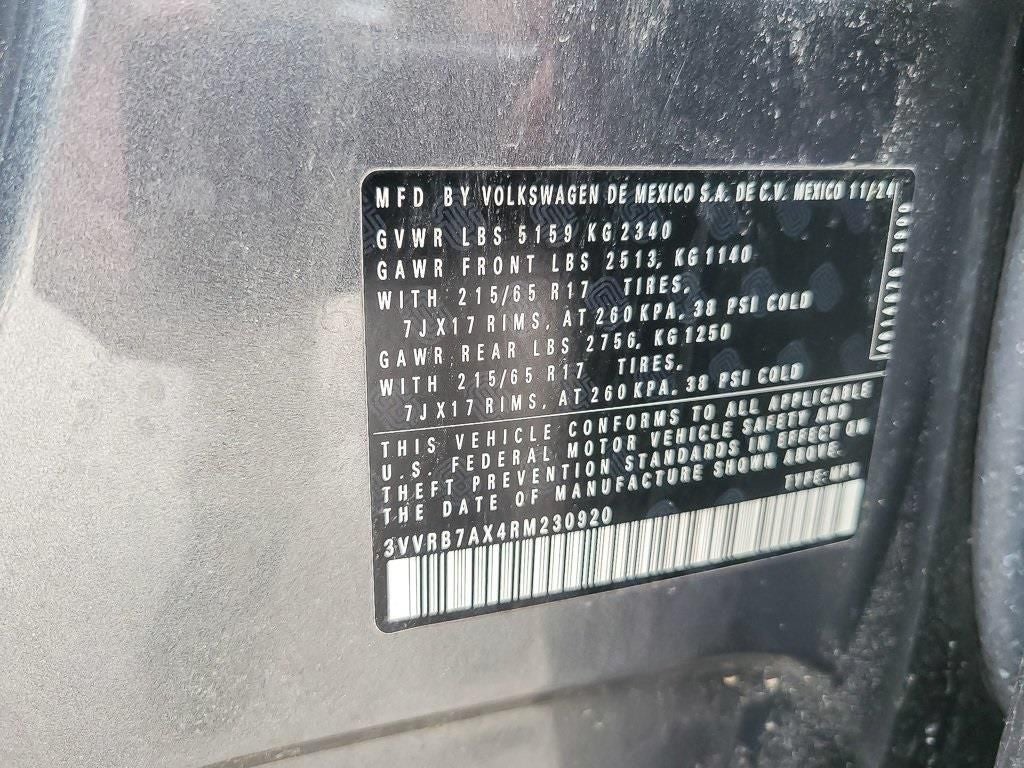 MFD BY VOLKSWAGEN DE MEXICO S.A. DE C.V. MEXICO 11/24
GVWR LBS 5159 KG 2340
GAWR FRONT LBS 2513, KG 1140
WITH 215/65 R17 TIRES,
7JX17 RIMS, AT 260 KPA, 38 PSI COLD
GAWR REAR LBS 2756, KG 1250
WITH 215/65 R17 TIRES,
7JX17 RIMS, AT 260 KPA, 38 PSI COLD
THIS VEHICLE CONFORMS TO ALL APPLICABLE
U.S. FEDERAL MOTOR VEHICLE SAFETY AND
THEFT PREVENTION STANDARDS IN EFFECT ON
THE DATE OF MANUFACTURE SHOWN ABOVE.
TYPE: MPV
3VVRB7AX4RM230920